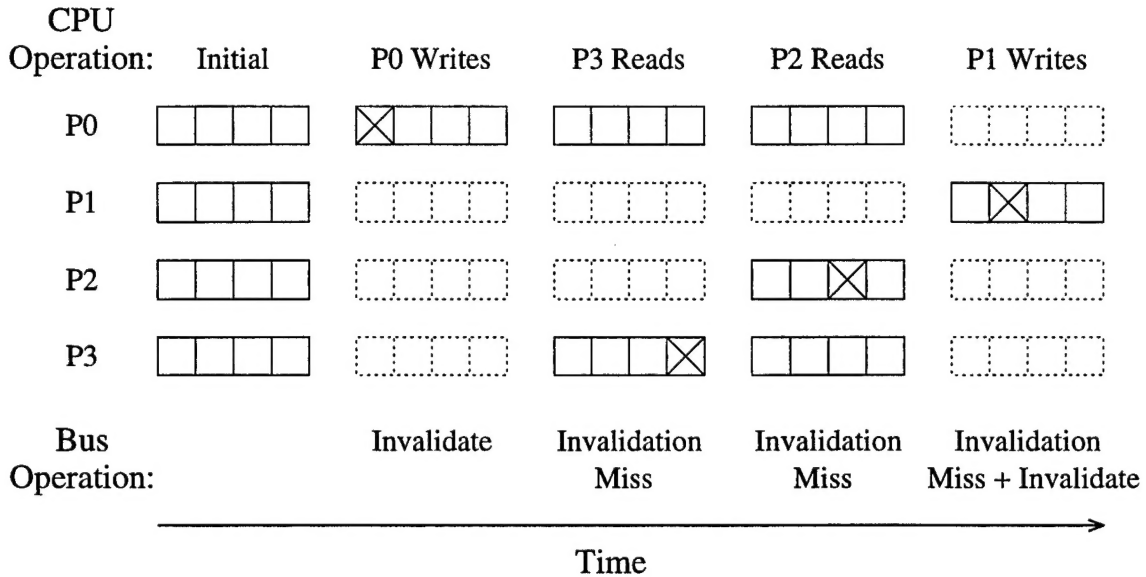 CPU
Operation: Initial P0 Writes P3 Reads P2 Reads P1 Writes
P0
P1
P2
P3
Bus Invalidate Invalidation Invalidation Invalidation
Operation: Miss Miss Miss + Invalidate
Time